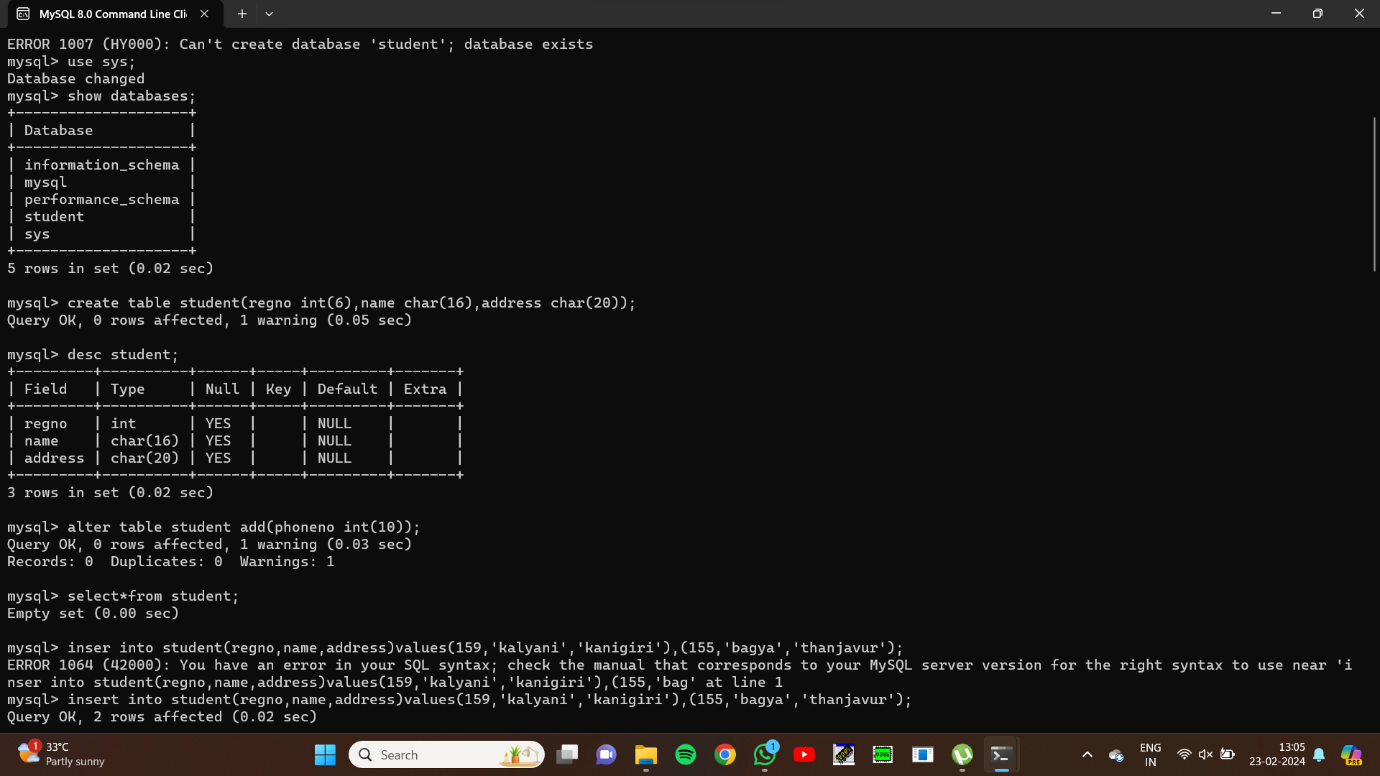 MySQL 8.0 Command Line Cli
ERROR 1007 (HY000): Can't create database 'student'; database exists
mysql> use sys;
Database changed
mysql> show databases;
+--------------------+
| Database           |
+--------------------+
| information_schema |
| mysql              |
| performance_schema |
| student            |
| sys                |
+--------------------+
5 rows in set (0.02 sec)
mysql> create table student(regno int(6),name char(16),address char(20));
Query OK, 0 rows affected, 1 warning (0.05 sec)
mysql> desc student;
+---------+----------+------+-----+---------+-------+
| Field   | Type     | Null | Key | Default | Extra |
+---------+----------+------+-----+---------+-------+
| regno   | int      | YES  |     | NULL    |       |
| name    | char(16) | YES  |     | NULL    |       |
| address | char(20) | YES  |     | NULL    |       |
+---------+----------+------+-----+---------+-------+
3 rows in set (0.02 sec)
mysql> alter table student add(phoneno int(10));
Query OK, 0 rows affected, 1 warning (0.03 sec)
Records: 0  Duplicates: 0  Warnings: 1
mysql> select*from student;
Empty set (0.00 sec)
mysql> inser into student(regno,name,address)values(159,'kalyani','kanigiri'),(155,'bagya','thanjavur');
ERROR 1064 (42000): You have an error in your SQL syntax; check the manual that corresponds to your MySQL server version for the right syntax to use near 'i
nser into student(regno,name,address)values(159,'kalyani','kanigiri'),(155,'bag' at line 1
mysql> insert into student(regno,name,address)values(159,'kalyani','kanigiri'),(155,'bagya','thanjavur');
Query OK, 2 rows affected (0.02 sec)
1
33°C
Partly sunny
Search
1
ENG
IN
13:05
23-02-2024
PRE